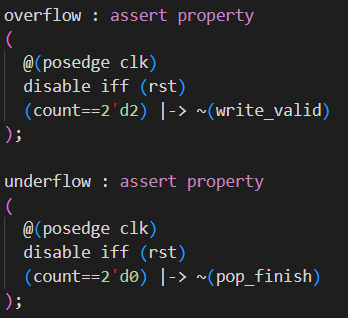 overflow : assert property
(
  @(posedge clk)
  disable iff (rst)
  (count==2'd2) |-> ~(write_valid)
);

underflow : assert property
(
  @(posedge clk)
  disable iff (rst)
  (count==2'd0) |-> ~(pop_finish)
);